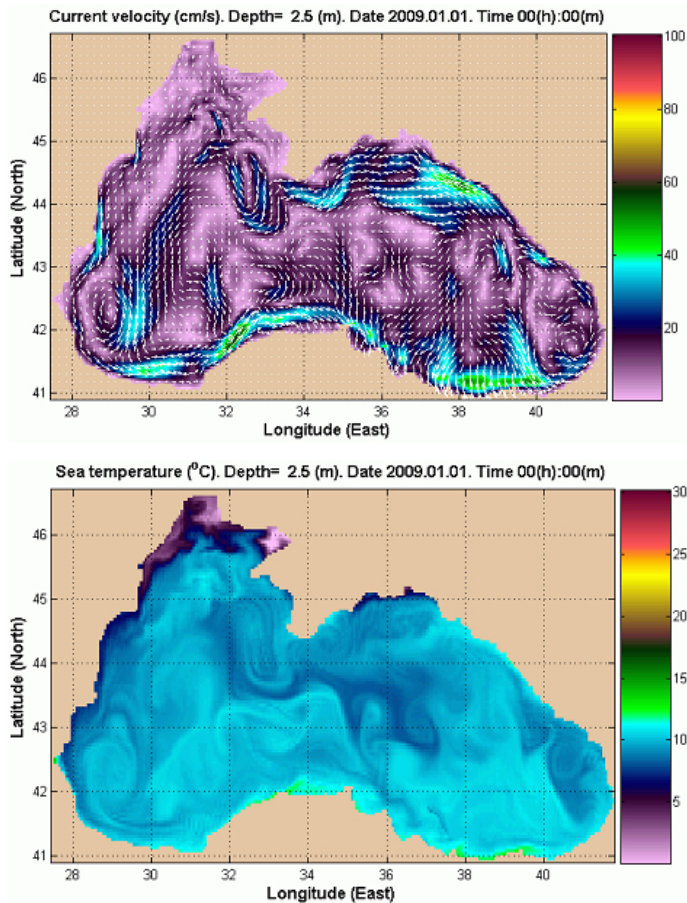 Current velocity (cm/s). Depth= 2.5 (m). Date 2009.01.01. Time 00(h):00(m)
100
80
60
40
20
46
45
44
43
42
41
Latitude (North)
28 30 32 34 36 38 40
Longitude (East)
Sea temperature (⁰C). Depth= 2.5 (m). Date 2009.01.01. Time 00(h):00(m)
30
25
20
15
10
5
46
45
44
43
42
41
Latitude (North)
28 30 32 34 36 38 40
Longitude (East)